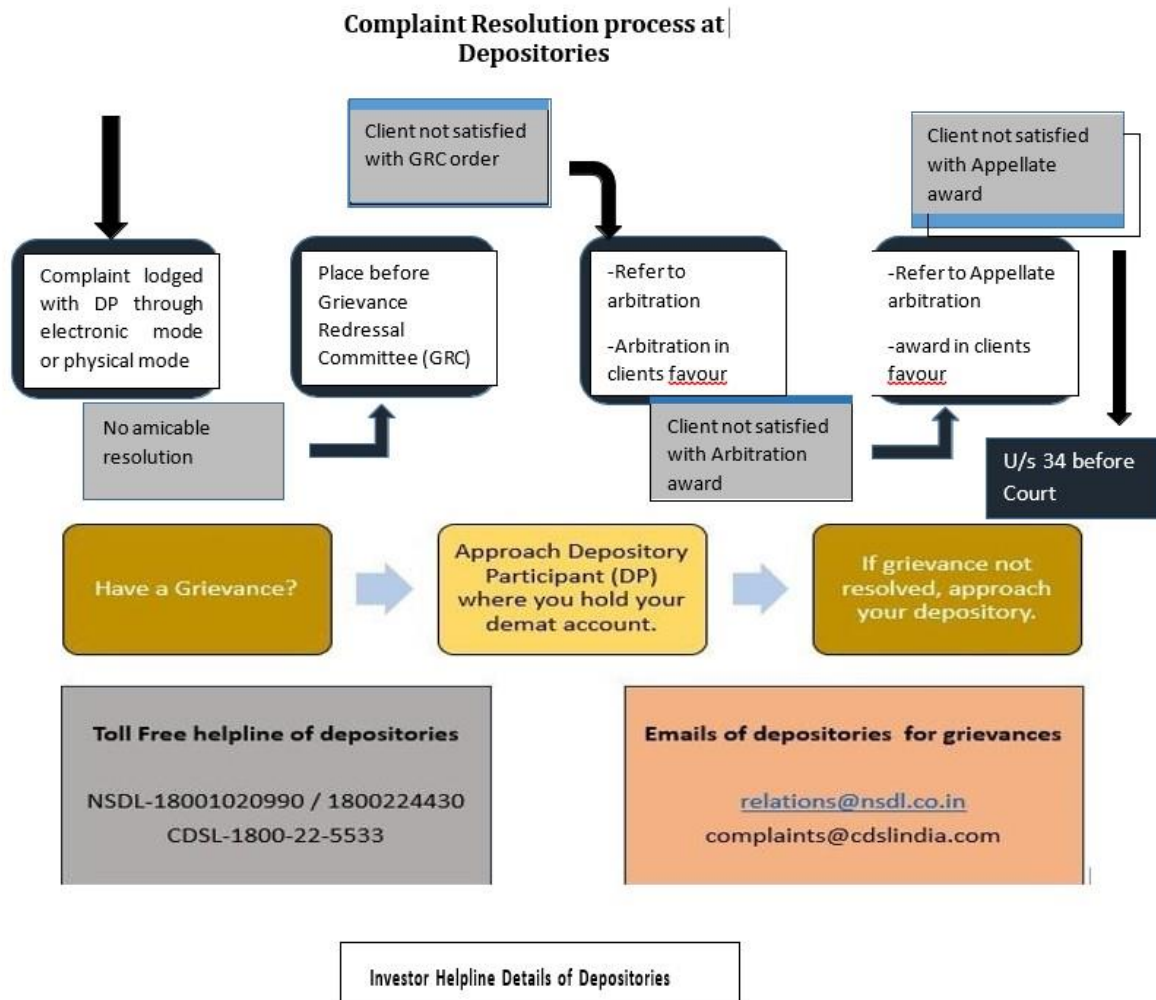 Complaint Resolution process at
Depositories
Client not satisfied
with GRC order
Client not satisfied
with Appellate
award
Complaint lodged
with DP through
electronic mode
or physical mode
Place before
Grievance
Redressal
Committee (GRC)
-Refer to
arbitration
-Arbitration in
clients favour
-Refer to Appellate
arbitration
-award in clients
favour
No amicable
resolution
Client not satisfied
with Arbitration
award
U/s 34 before
Court
Have a Grievance?
Approach Depository
Participant (DP)
where you hold your
demat account.
If grievance not
resolved, approach
your depository.
Toll Free helpline of depositories
NSDL-18001020990 / 1800224430
CDSL-1800-22-5533
Emails of depositories for grievances
relations@nsdl.co.in
complaints@cdslindia.com
Investor Helpline Details of Depositories